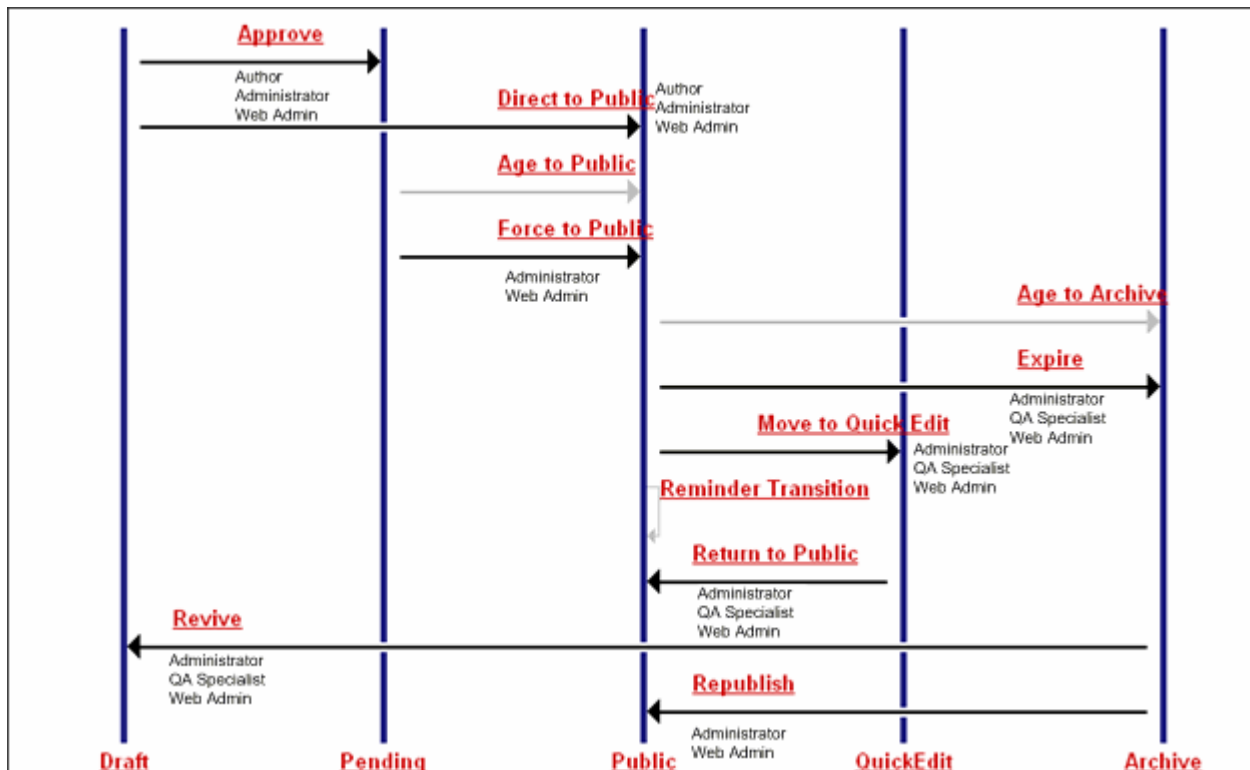 Approve
Author
Administrator
Web Admin
Direct to Public
Author
Administrator
Web Admin
Age to Public
Force to Public
Administrator
Web Admin
Age to Archive
Expire
Administrator
QA Specialist
Web Admin
Move to Quick Edit
Administrator
QA Specialist
Web Admin
Reminder Transition
Return to Public
Administrator
QA Specialist
Web Admin
Revive
Administrator
QA Specialist
Web Admin
Republish
Administrator
Web Admin
Draft Pending Public QuickEdit Archive